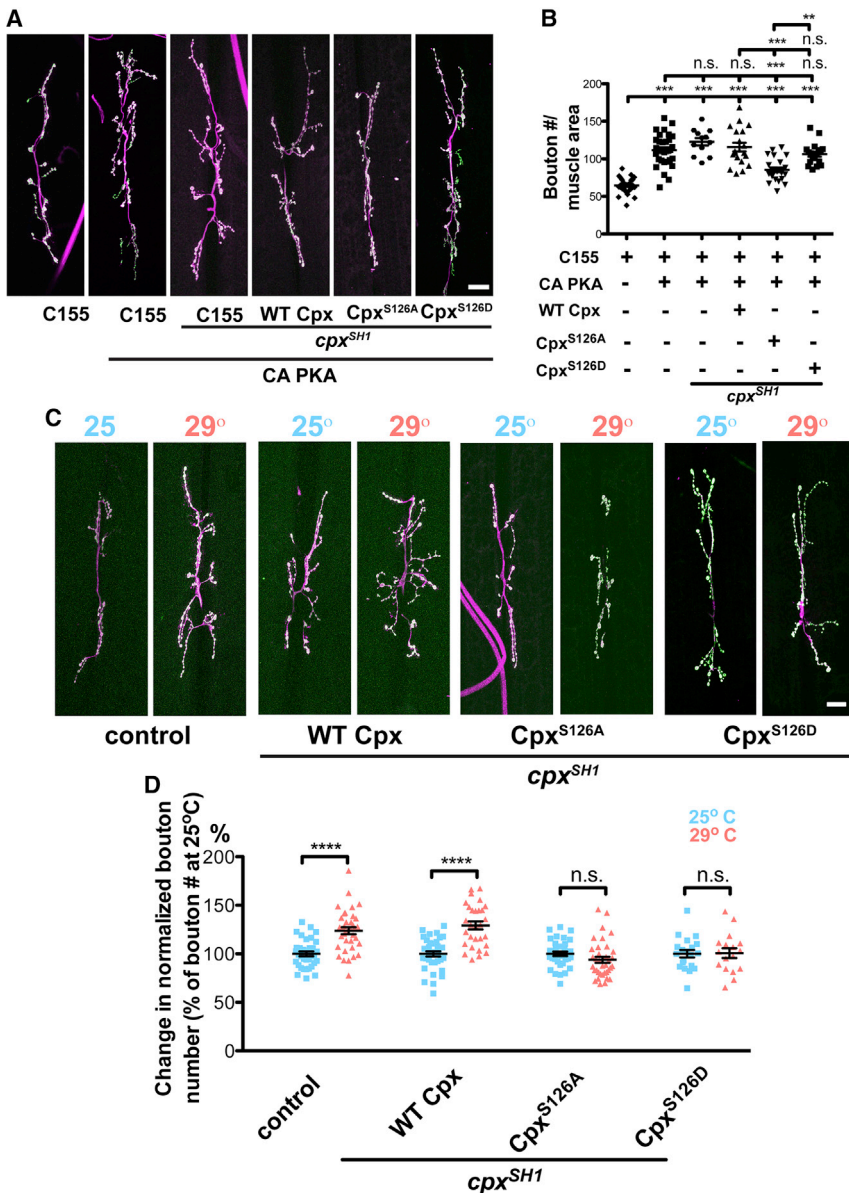 A
C155
C155
C155
WT Cpx
Cpx^S126A
Cpx^S126D
cpx^SH1
CA PKA
B
**
*** n.s.
n.s. n.s. *** n.s.
*** *** *** *** ***
Bouton #/
muscle area
200
150
100
50
0
C155 + + + + + +
CA PKA - + + + + +
WT Cpx - - - + - -
Cpx^S126A - - - - + -
Cpx^S126D - - - - - +
cpx^SH1
C
25 29° 25° 29° 25° 29° 25° 29°
control
WT Cpx
Cpx^S126A
Cpx^S126D
cpx^SH1
D
25° C
29° C
%
Change in normalized bouton
number (% of bouton # at 25°C)
200
150
100
50
0
**** **** n.s. n.s.
control
WT Cpx
Cpx^S126A
Cpx^S126D
cpx^SH1